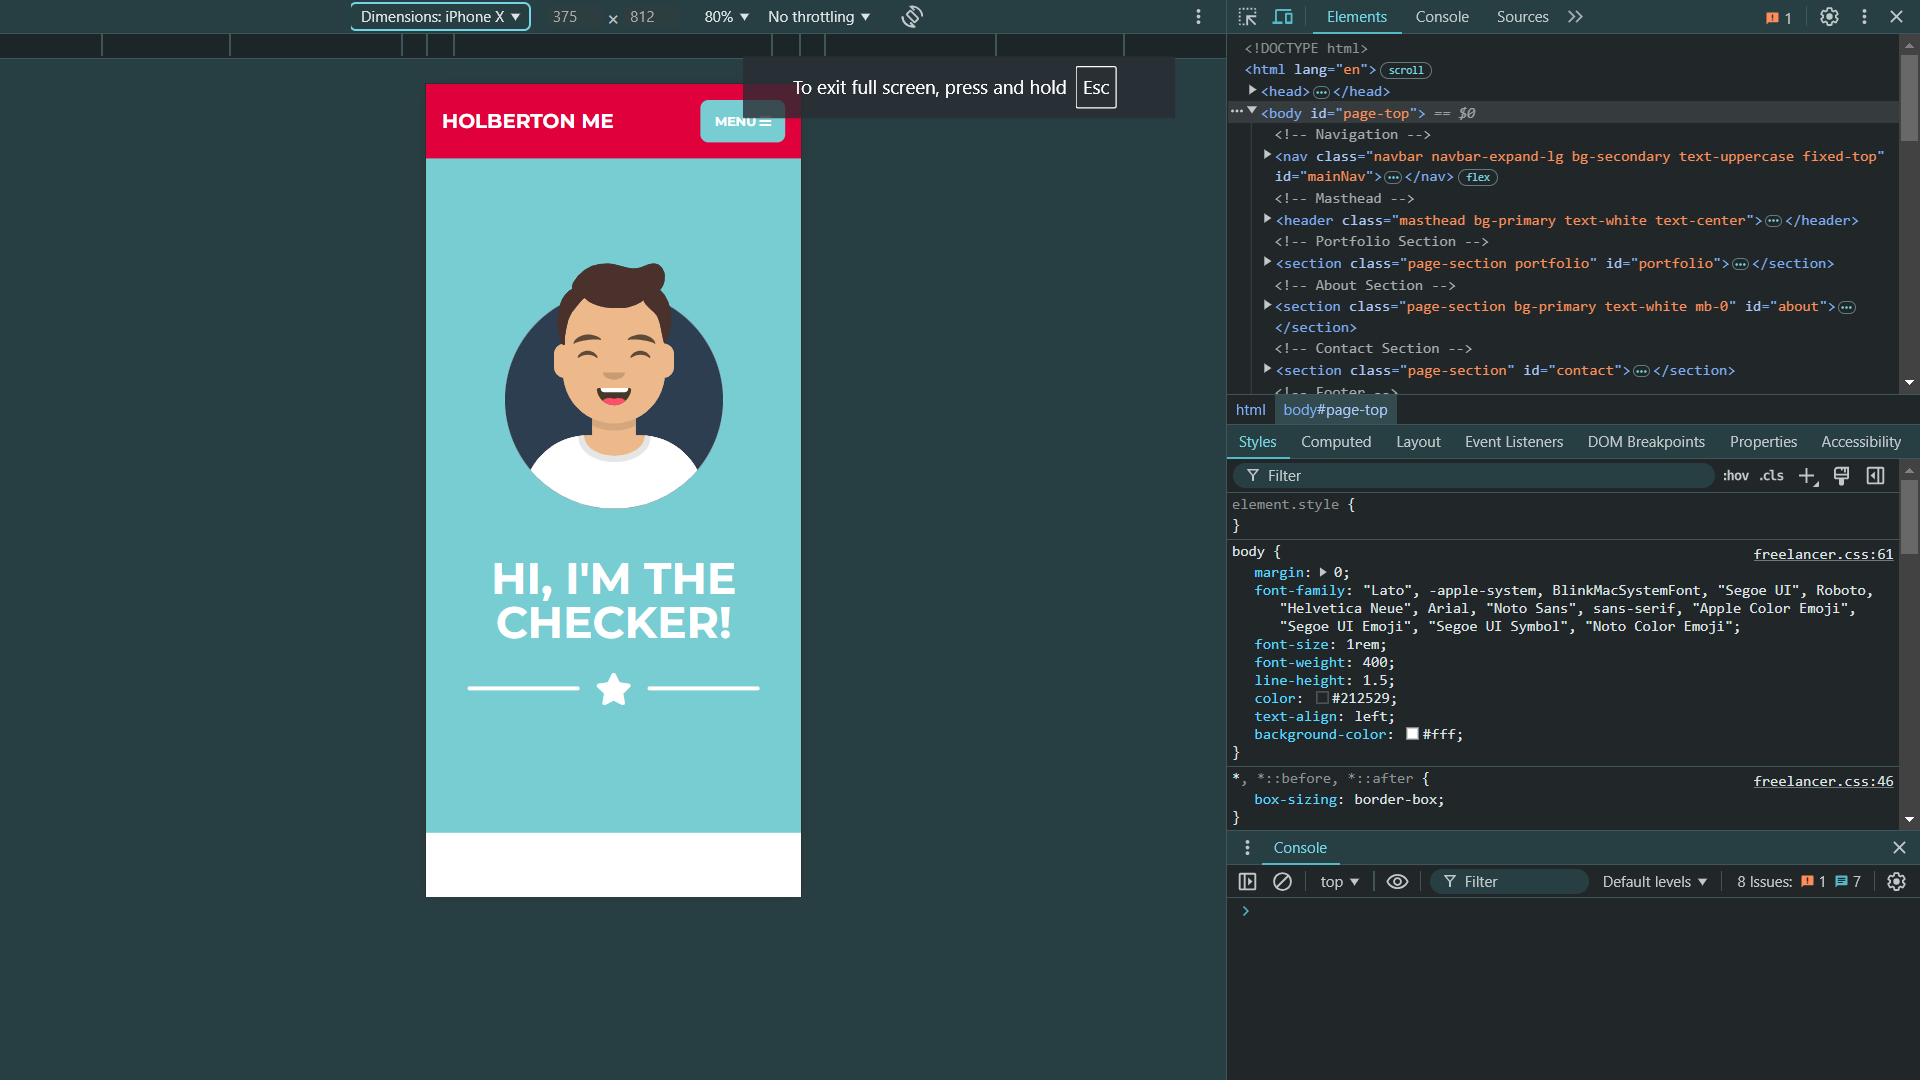 Dimensions: iPhone X ▼ 375 × 812 80% ▼ No throttling ▼
To exit full screen, press and hold Esc
HOLBERTON ME
MENU
HI, I'M THE
CHECKER!
Elements Console Sources 1
<!DOCTYPE html>
<html lang="en"> scroll
<head> ··· </head>
··· <body id="page-top"> == $0
<!-- Navigation -->
<nav class="navbar navbar-expand-lg bg-secondary text-uppercase fixed-top"
id="mainNav"> ··· </nav> flex
<!-- Masthead -->
<header class="masthead bg-primary text-white text-center"> ··· </header>
<!-- Portfolio Section -->
<section class="page-section portfolio" id="portfolio"> ··· </section>
<!-- About Section -->
<section class="page-section bg-primary text-white mb-0" id="about"> ···
</section>
<!-- Contact Section -->
<section class="page-section" id="contact"> ··· </section>
<!-- Footer -->
html body#page-top
Styles Computed Layout Event Listeners DOM Breakpoints Properties Accessibility
Filter :hov .cls
element.style {
}
body { freelancer.css:61
margin: 0;
font-family: "Lato", -apple-system, BlinkMacSystemFont, "Segoe UI", Roboto,
"Helvetica Neue", Arial, "Noto Sans", sans-serif, "Apple Color Emoji",
"Segoe UI Emoji", "Segoe UI Symbol", "Noto Color Emoji";
font-size: 1rem;
font-weight: 400;
line-height: 1.5;
color: #212529;
text-align: left;
background-color: #fff;
}
*, *::before, *::after { freelancer.css:46
box-sizing: border-box;
}
Console
top ▼ Filter Default levels ▼ 8 Issues: 1 7